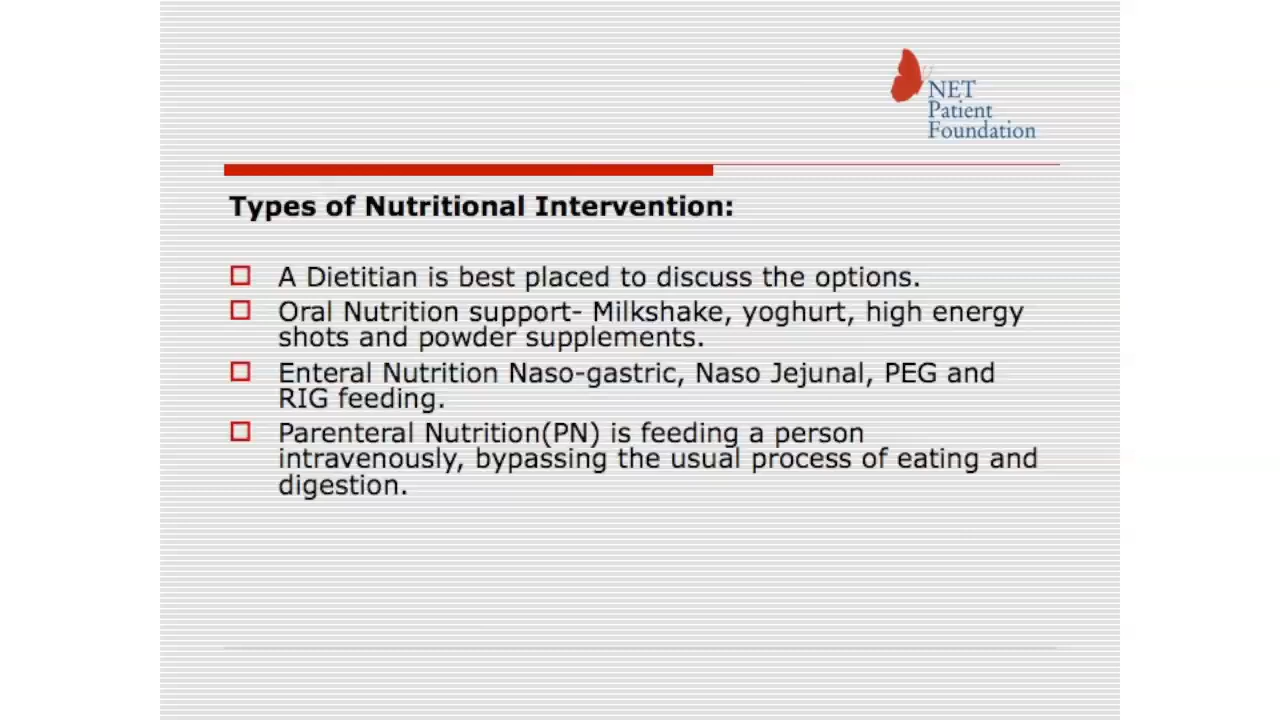 NET
Patient
Foundation
Types of Nutritional Intervention:
A Dietitian is best placed to discuss the options.
Oral Nutrition support- Milkshake, yoghurt, high energy
shots and powder supplements.
Enteral Nutrition Naso-gastric, Naso Jejunal, PEG and
RIG feeding.
Parenteral Nutrition(PN) is feeding a person
intravenously, bypassing the usual process of eating and
digestion.